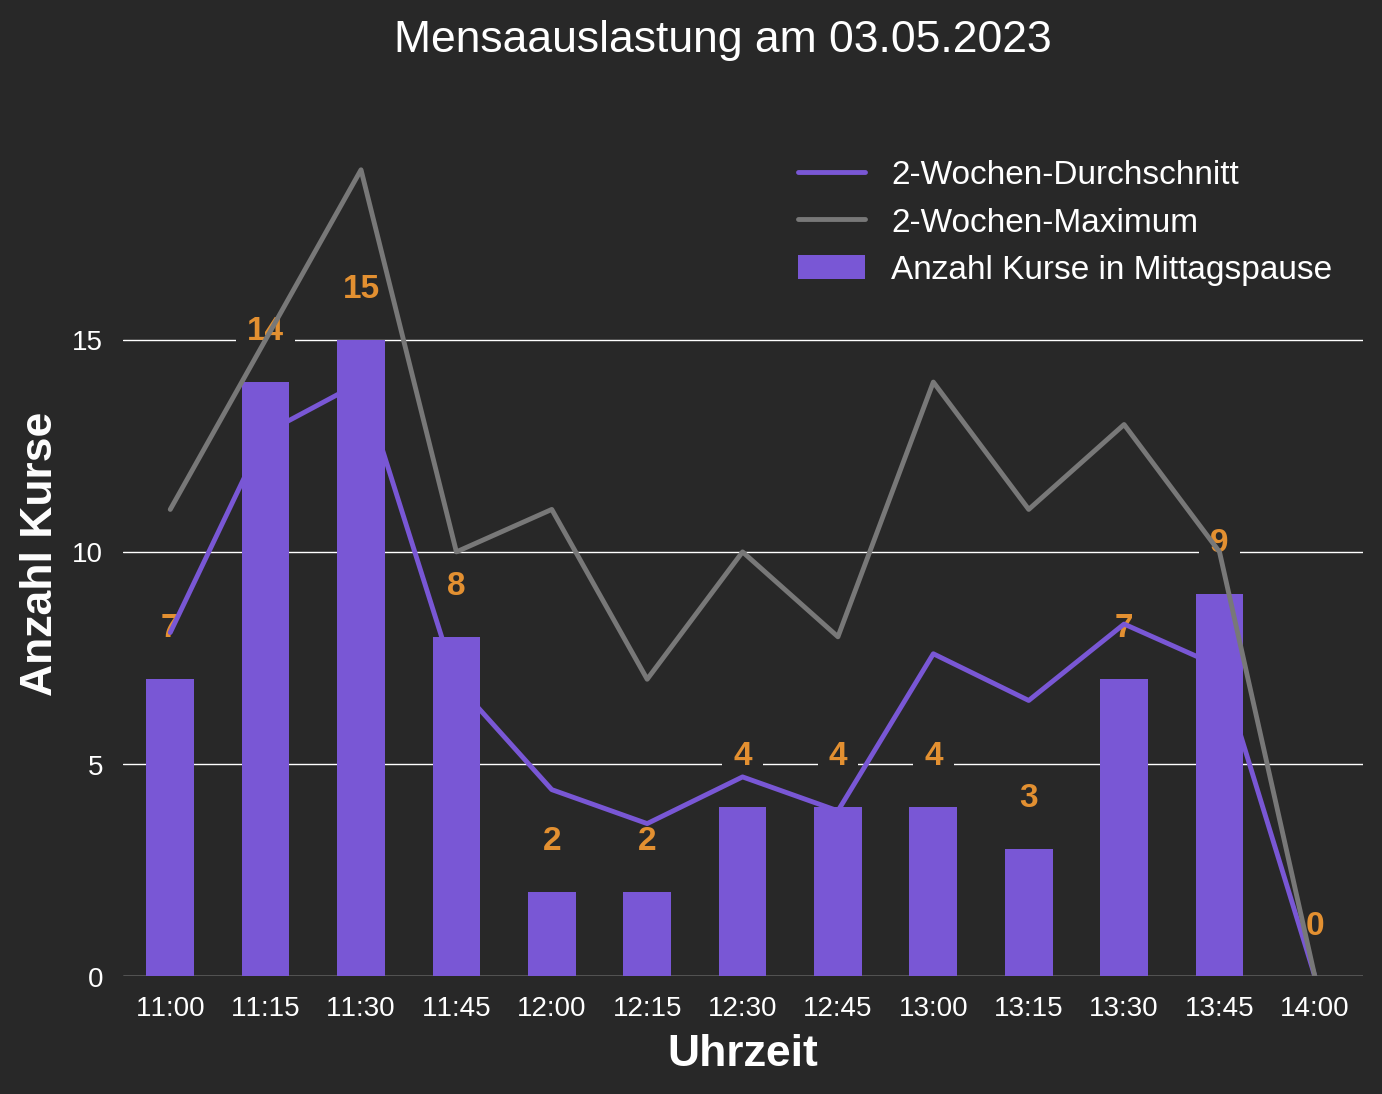 Mensaauslastung am 03.05.2023
2-Wochen-Durchschnitt
2-Wochen-Maximum
Anzahl Kurse in Mittagspause
Anzahl Kurse
15
10
5
0
7
14
15
8
2
2
4
4
4
3
7
9
0
11:00 11:15 11:30 11:45 12:00 12:15 12:30 12:45 13:00 13:15 13:30 13:45 14:00
Uhrzeit